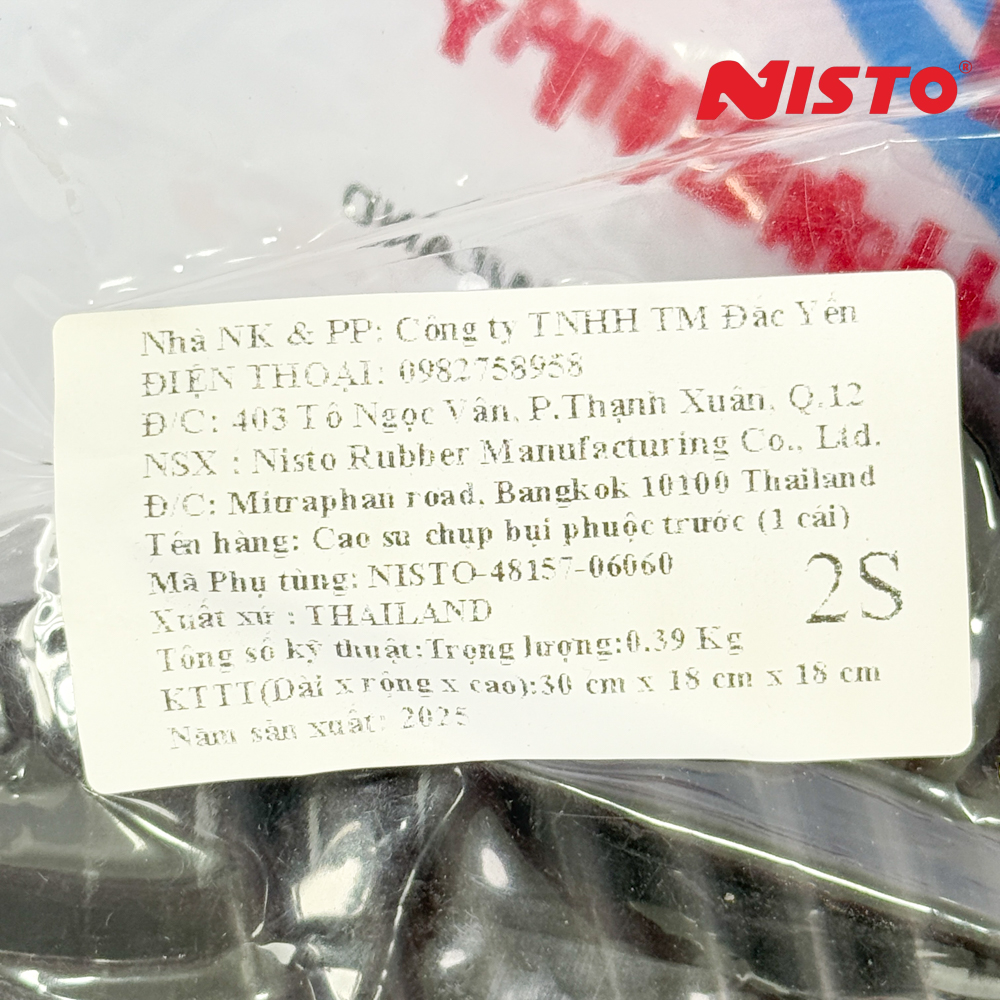 NISTO®
Nhà NK & PP: Công ty TNHH TM Đắc Yến
ĐIỆN THOẠI: 0982758958
Đ/C: 403 Tô Ngọc Vân, P.Thạnh Xuân, Q.12
NSX : Nisto Rubber Manufacturing Co., Ltd.
Đ/C: Mitraphan road, Bangkok 10100 Thailand
Tên hàng: Cao su chụp bụi phuộc trước (1 cái)
Mã Phụ tùng: NISTO-48157-06060
2S
Xuất xứ : THAILAND
Tông số kỹ thuật:Trọng lượng:0.39 Kg
KTTT(Dài x rộng x cao):30 cm x 18 cm x 18 cm
Năm sản xuất: 2025